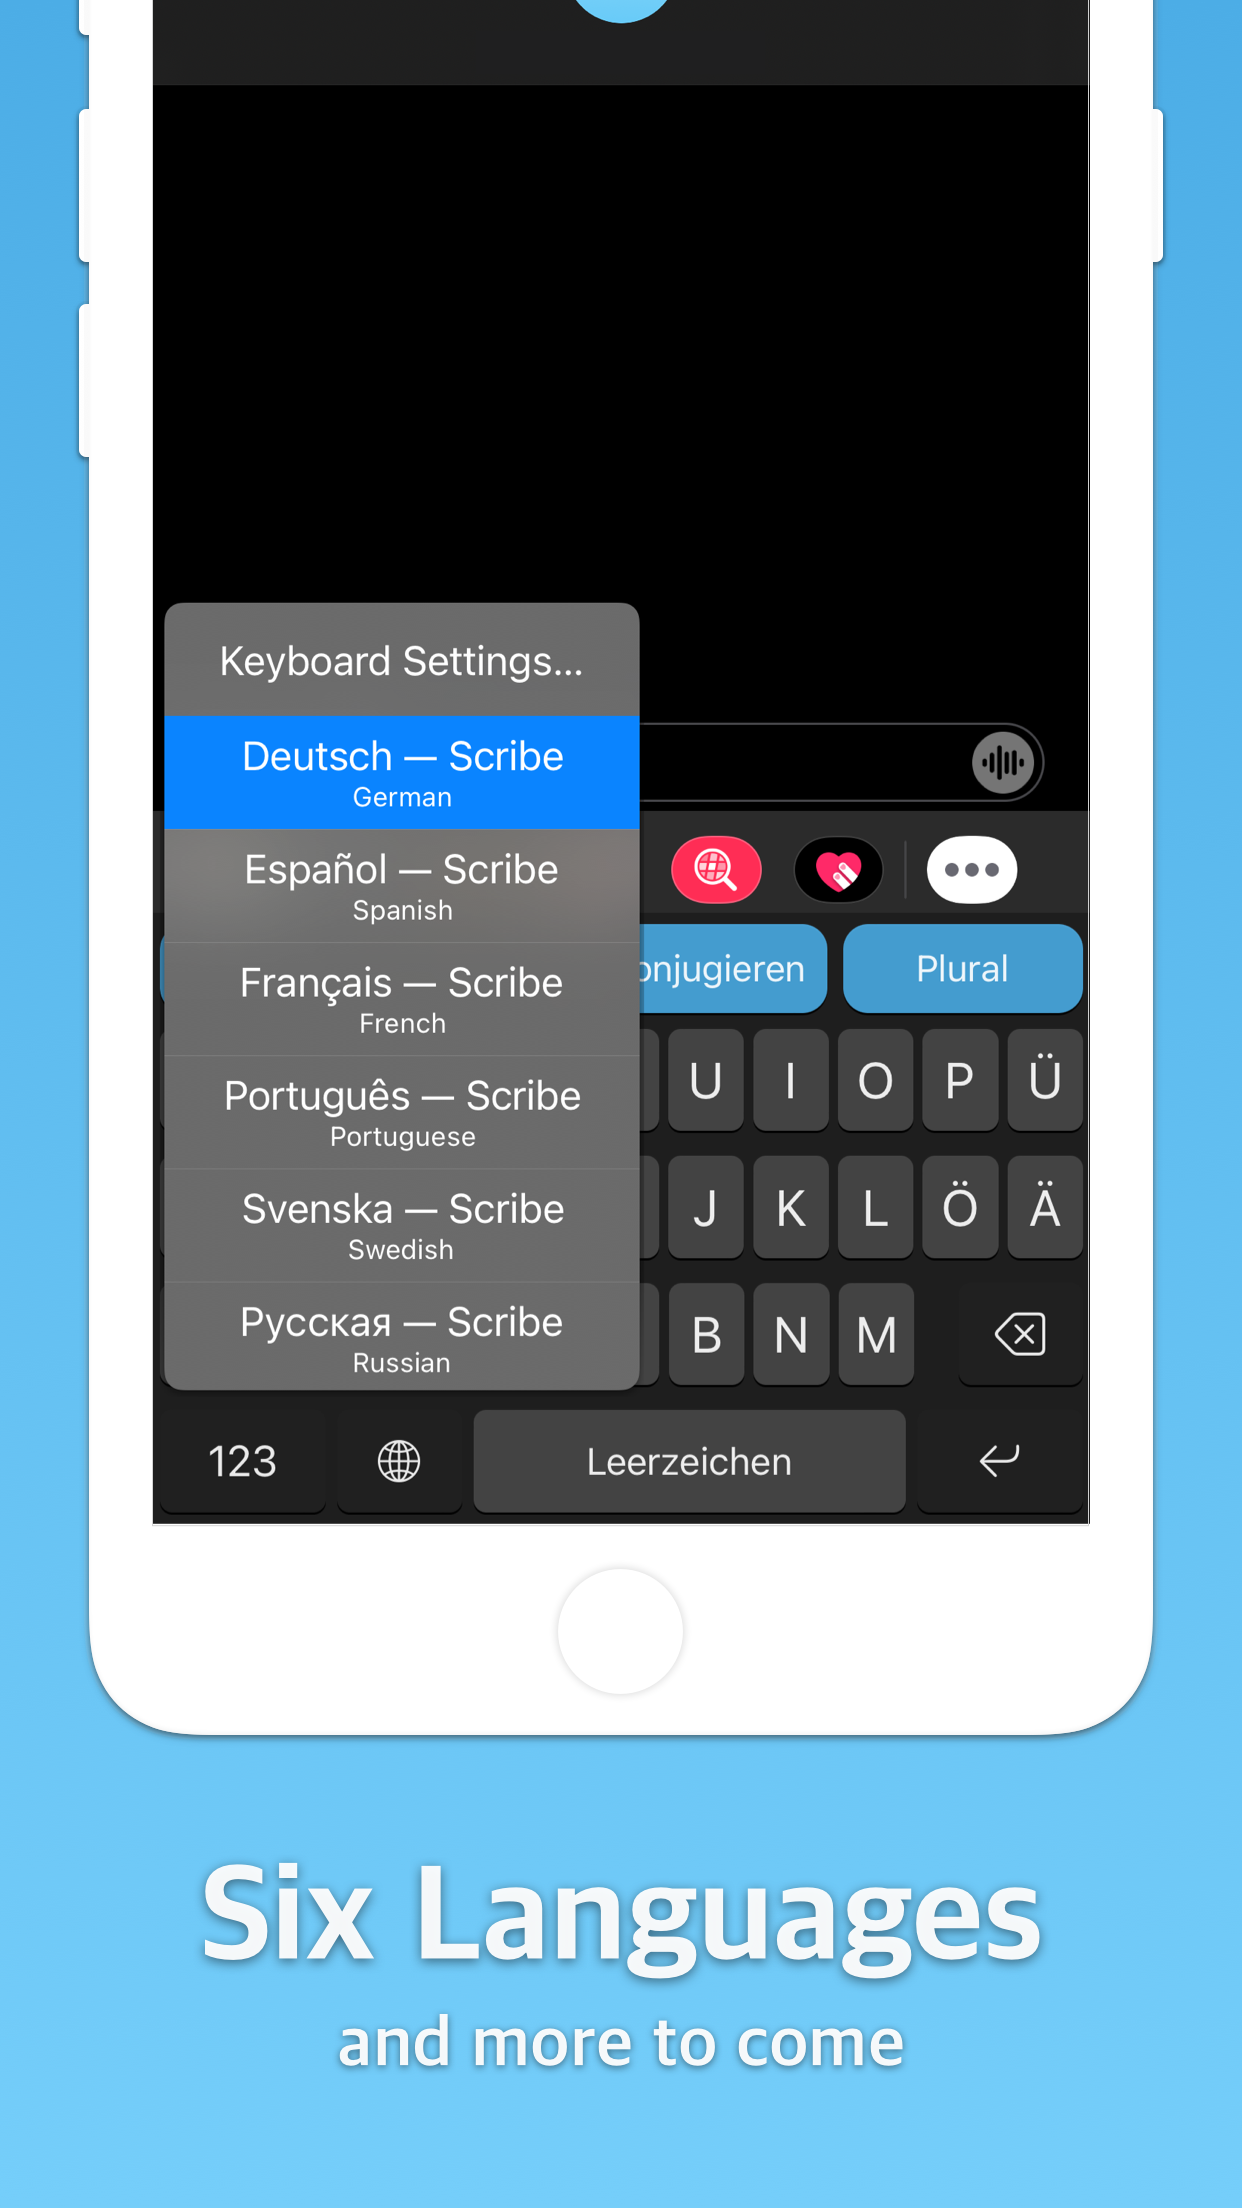 Keyboard Settings...
Deutsch — Scribe
German
Español — Scribe
Spanish
Français — Scribe
French
Português — Scribe
Portuguese
Svenska — Scribe
Swedish
Русская — Scribe
Russian
onjugieren Plural
U I O P Ü
J K L Ö Ä
B N M
123 Leerzeichen
Six Languages
and more to come